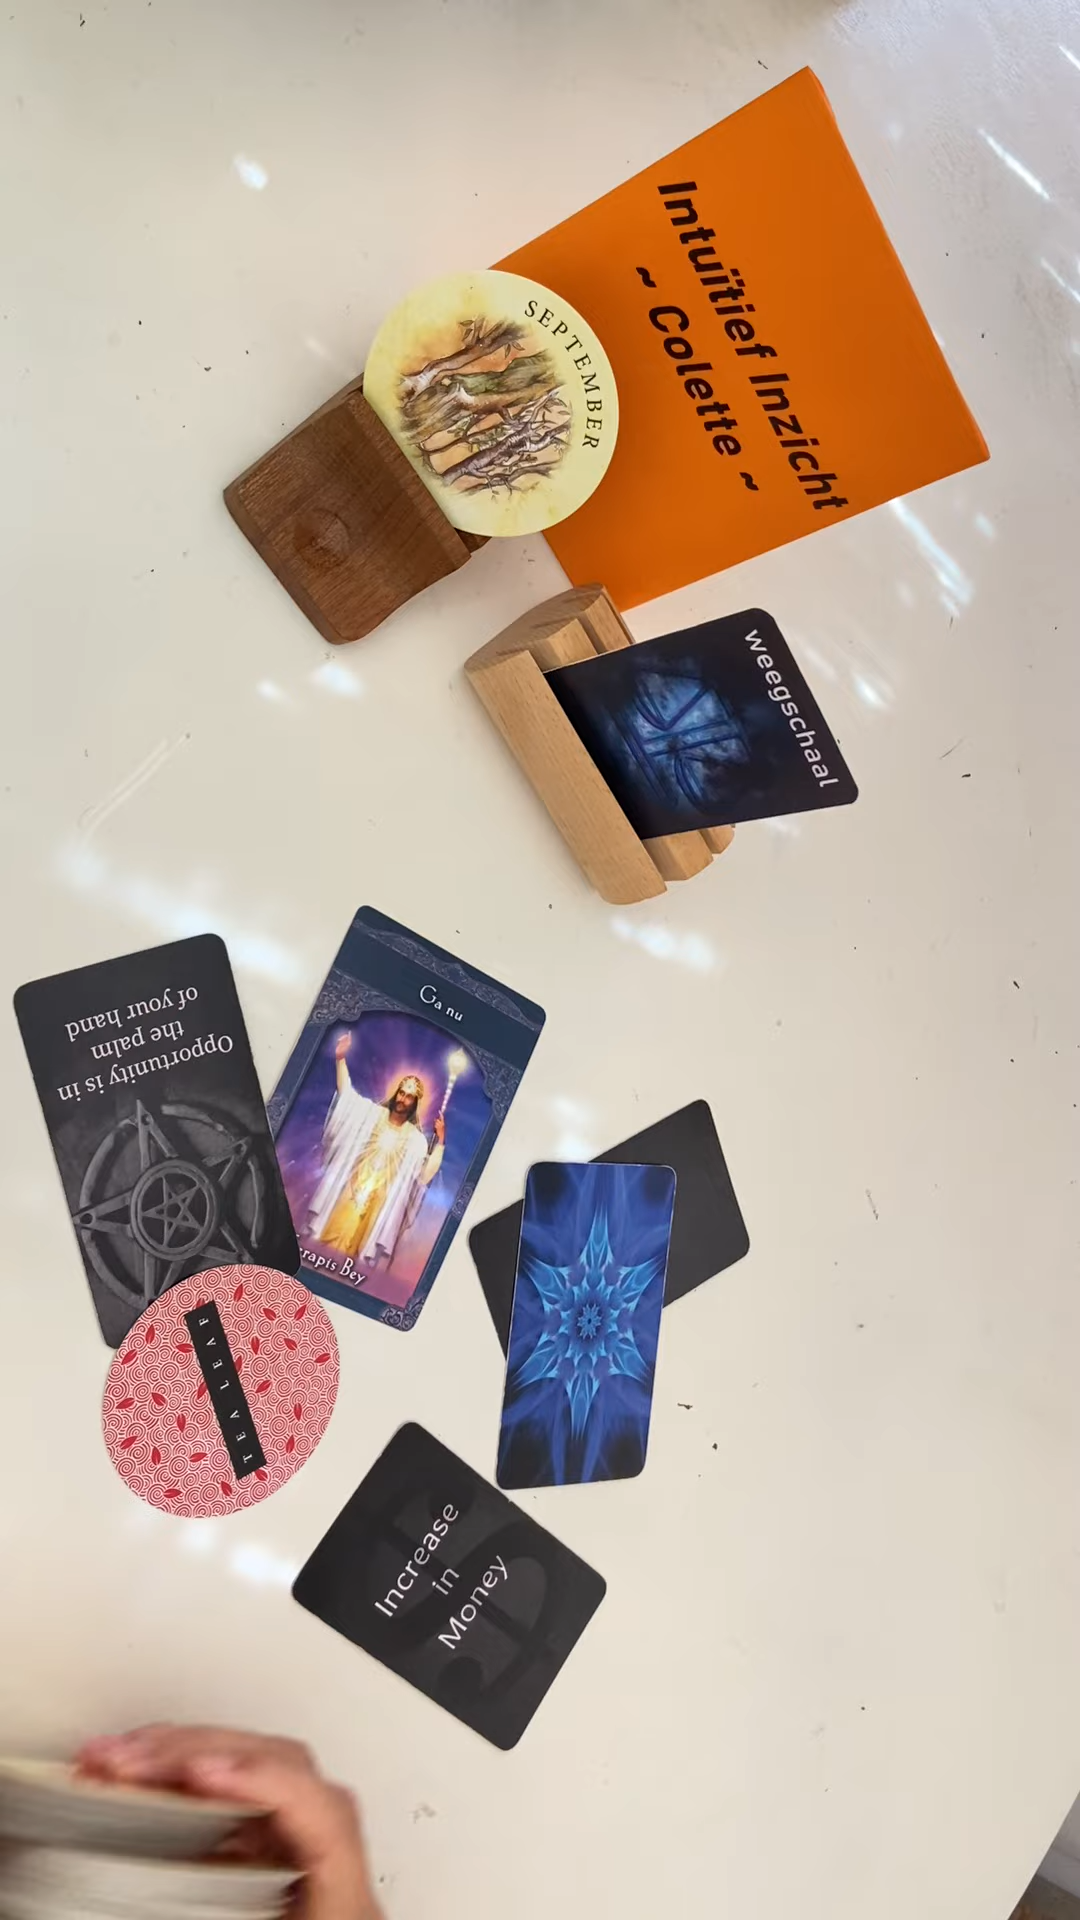 Intuïtief Inzicht
~ Colette ~
SEPTEMBER
weegschaal
Ga nu
Bey
Opportunity is in
the palm
of your hand
TEA LEAF
Increase
in
Money